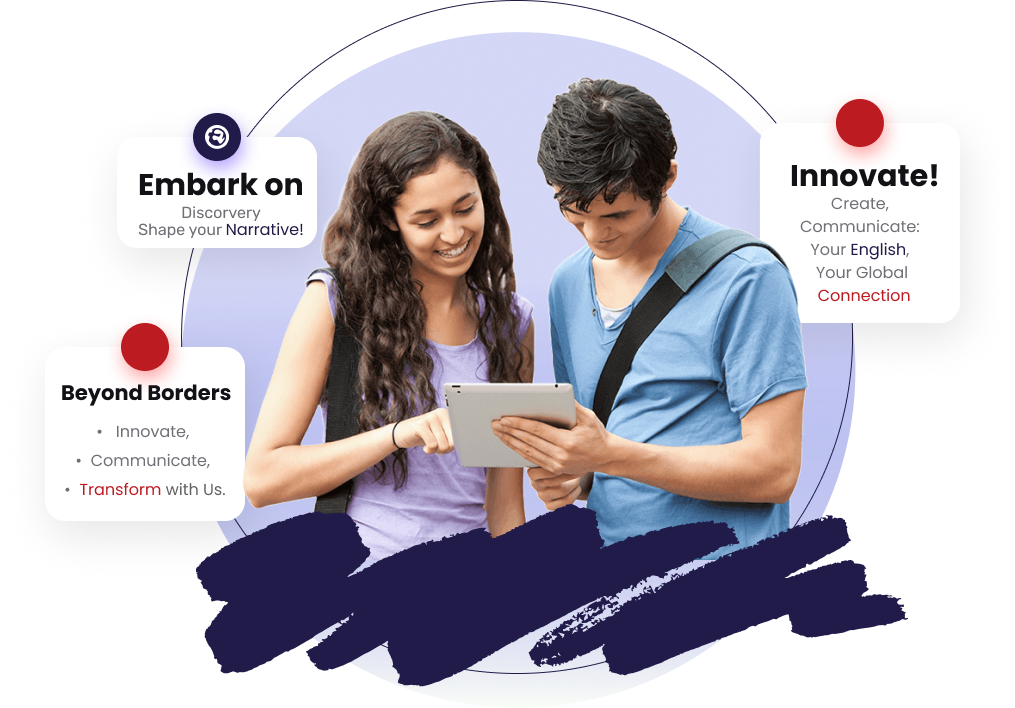 Embark on
Discorvery
Shape your Narrative!
Innovate!
Create,
Communicate:
Your English,
Your Global
Connection
Beyond Borders
• Innovate,
• Communicate,
• Transform with Us.